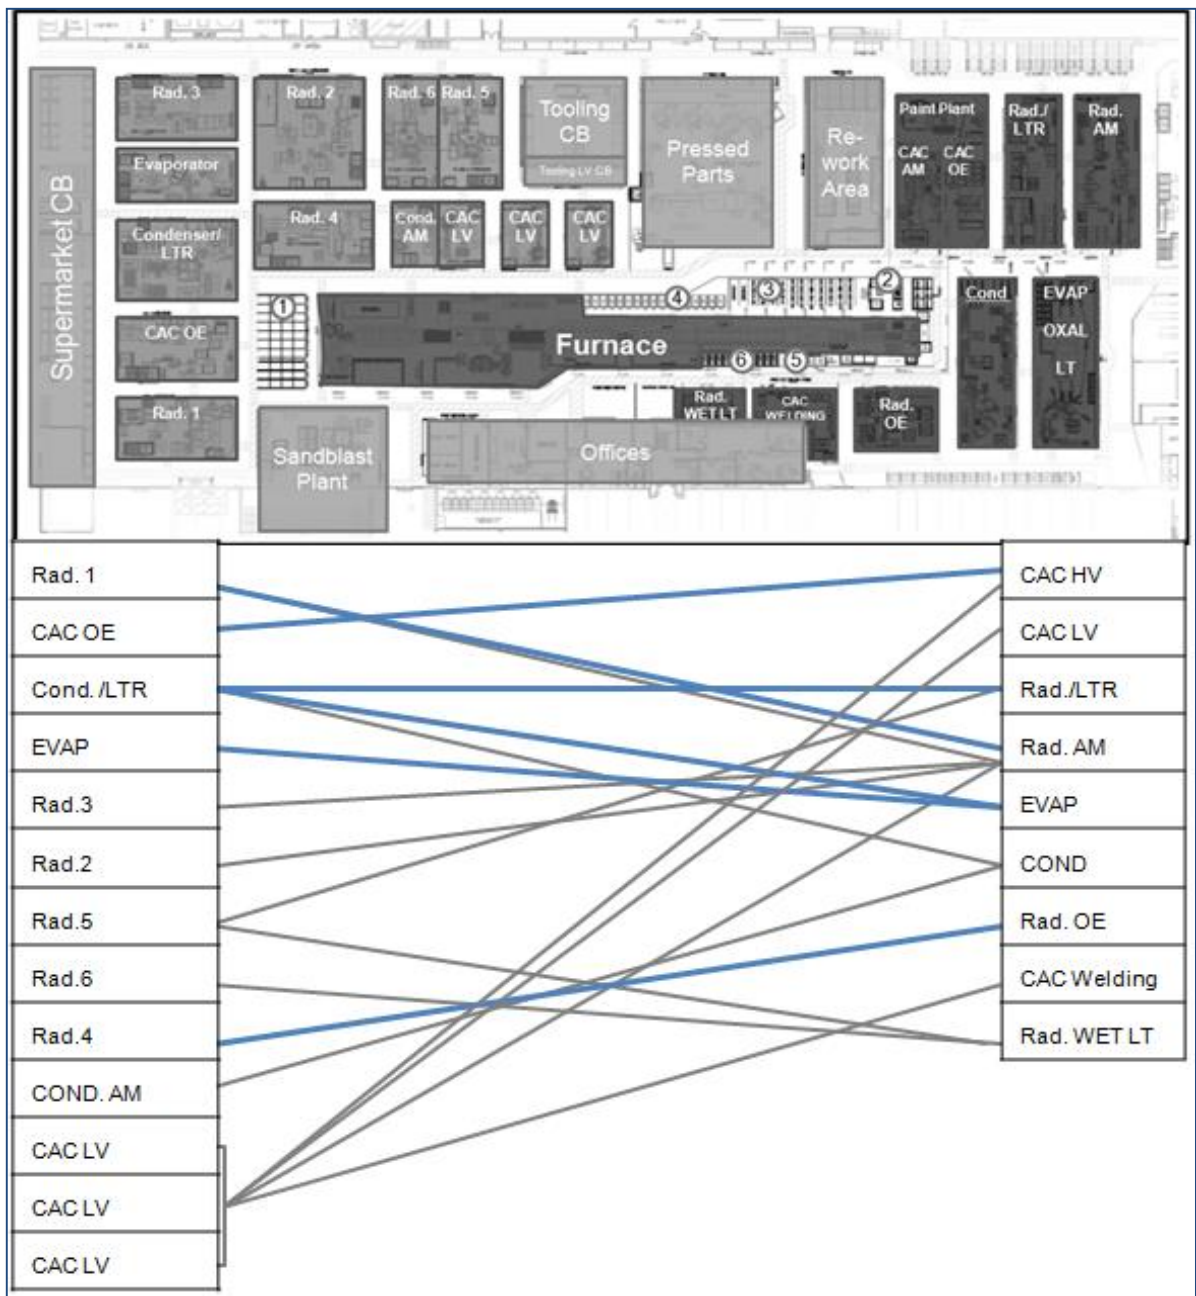 Supermarket CB
Rad. 3
Evaporator
Condenser/
LTR
CAC OE
Rad. 1
Rad. 2
Rad. 4
Rad. 6
Rad. 5
Cond.
AM
CAC
LV
CAC
LV
CAC
LV
Tooling
CB
Tooling LV CB
Pressed
Parts
Re-
work
Area
Paint Plant
CAC
AM
CAC
OE
Rad./
LTR
Rad.
AM
1
4
3
2
6
5
Furnace
Cond
EVAP
OXAL
LT
Rad.
WET LT
CAC
WELDING
Rad.
OE
Sandblast
Plant
Offices
Rad. 1
CAC OE
Cond./LTR
EVAP
Rad.3
Rad.2
Rad.5
Rad.6
Rad.4
COND. AM
CAC LV
CAC LV
CAC LV
CAC HV
CAC LV
Rad./LTR
Rad. AM
EVAP
COND
Rad. OE
CAC Welding
Rad. WET LT